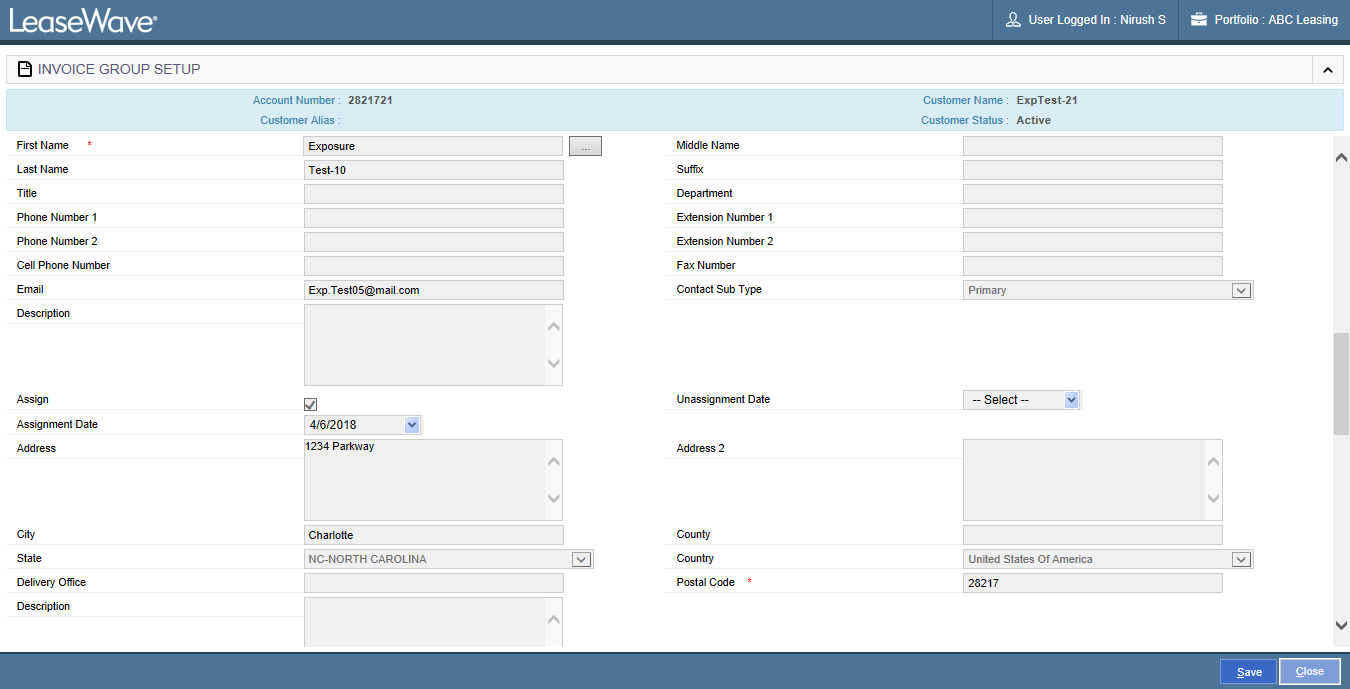 LeaseWave®
User Logged In : Nirush S
Portfolio : ABC Leasing
INVOICE GROUP SETUP
Account Number : 2821721
Customer Name : ExpTest-21
Customer Alias :
Customer Status : Active
First Name * Exposure ...
Middle Name
Last Name Test-10
Suffix
Title
Department
Phone Number 1
Extension Number 1
Phone Number 2
Extension Number 2
Cell Phone Number
Fax Number
Email Exp.Test05@mail.com
Contact Sub Type Primary
Description
Assign
Unassignment Date -- Select --
Assignment Date 4/6/2018
Address 1234 Parkway
Address 2
City Charlotte
County
State NC-NORTH CAROLINA
Country United States Of America
Delivery Office
Postal Code * 28217
Description
Save
Close